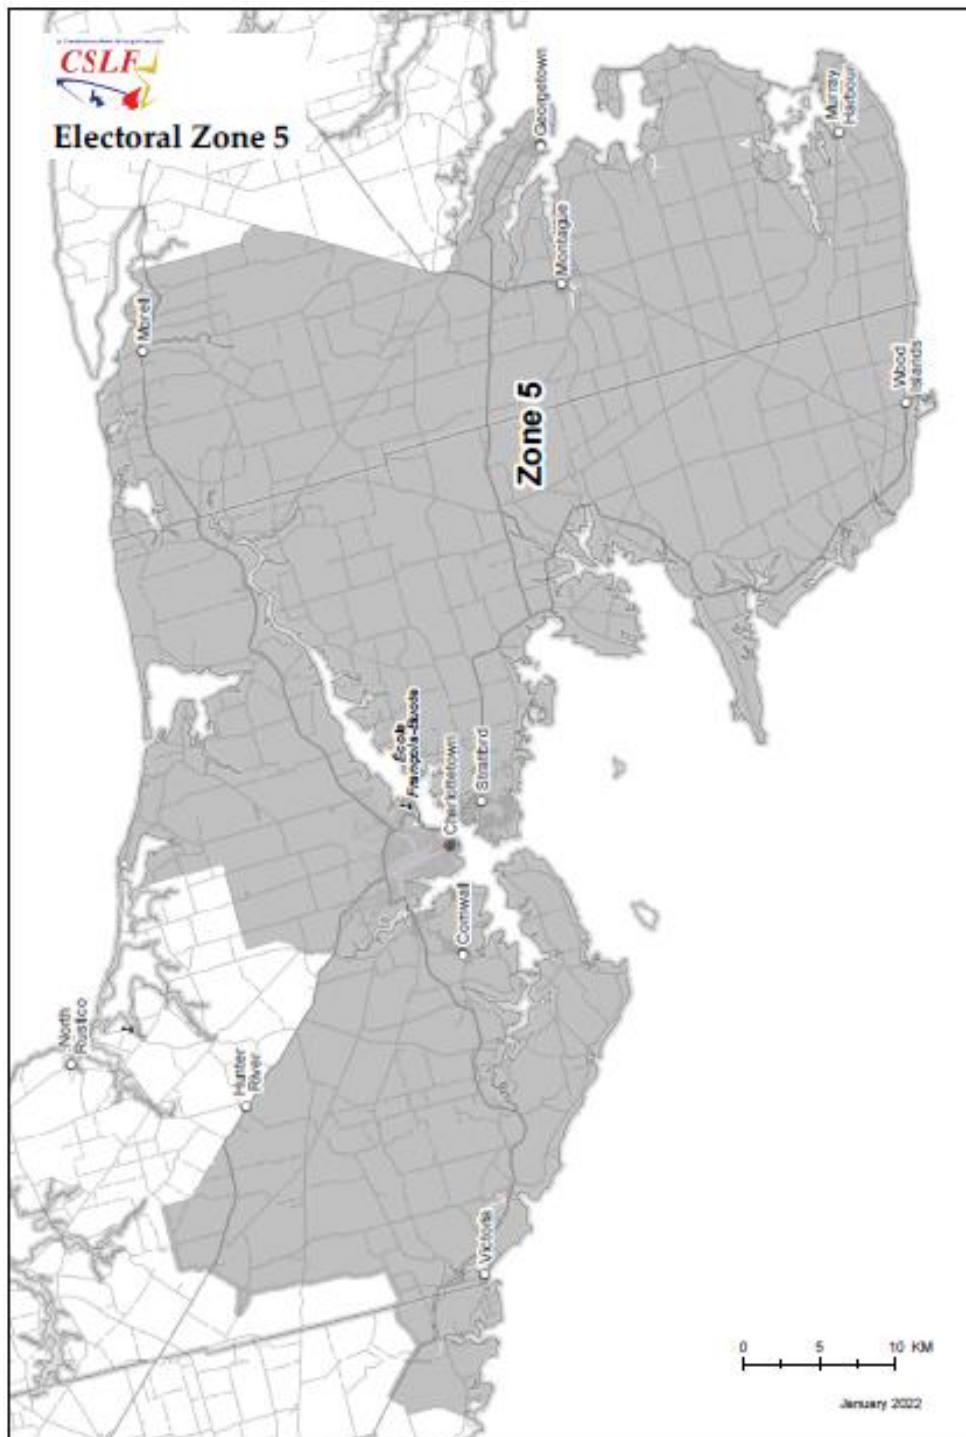 CSLF
Electoral Zone 5
Georgetown
Murray
Harbour
Montague
Morell
Zone 5
Wood
Islands
École
François-Buote
Charlottetown
Stratford
Cornwall
North
Rustico
Hunter
River
Victoria
0 5 10 KM
January 2022